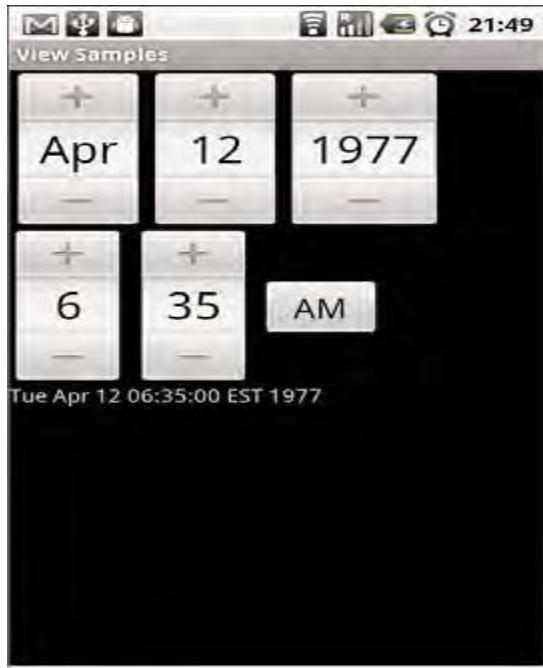 21:49
View Samples
+ + +
Apr 12 1977
− − −
+ +
6 35 AM
− −
Tue Apr 12 06:35:00 EST 1977